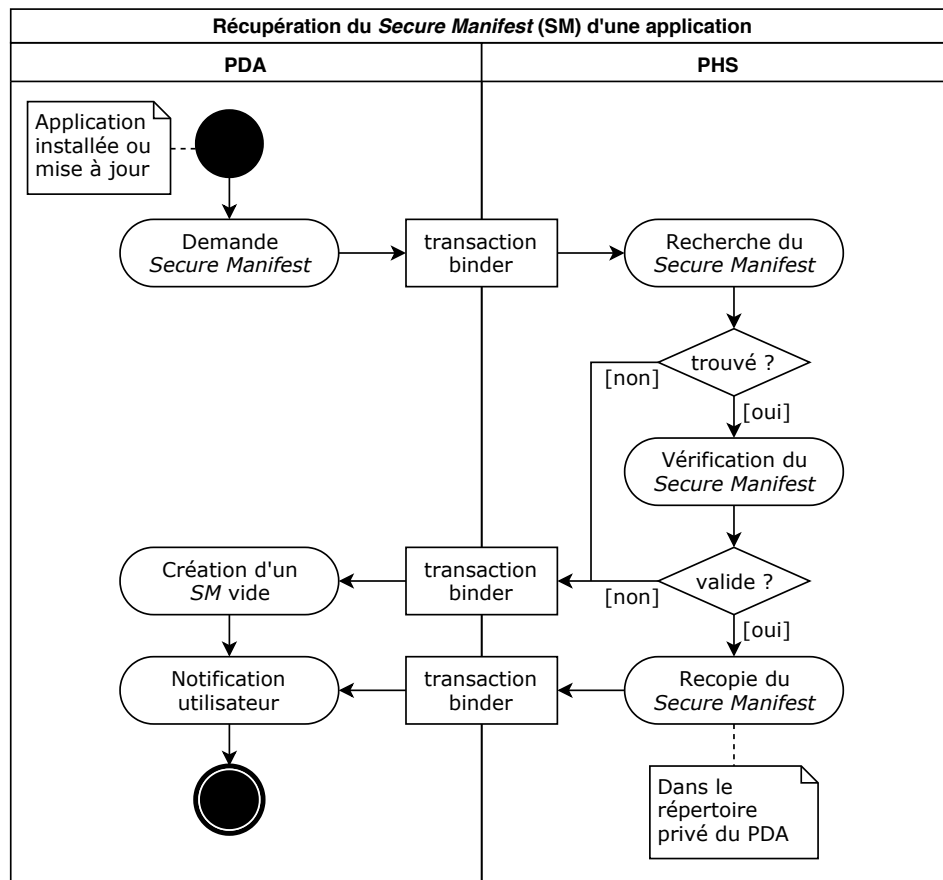 Récupération du Secure Manifest (SM) d'une application
PDA
PHS
Application
installée ou
mise à jour
Demande
Secure Manifest
transaction
binder
Recherche du
Secure Manifest
trouvé ?
[non]
[oui]
Vérification du
Secure Manifest
Création d'un
SM vide
transaction
binder
valide ?
[non]
[oui]
Notification
utilisateur
transaction
binder
Recopie du
Secure Manifest
Dans le
répertoire
privé du PDA